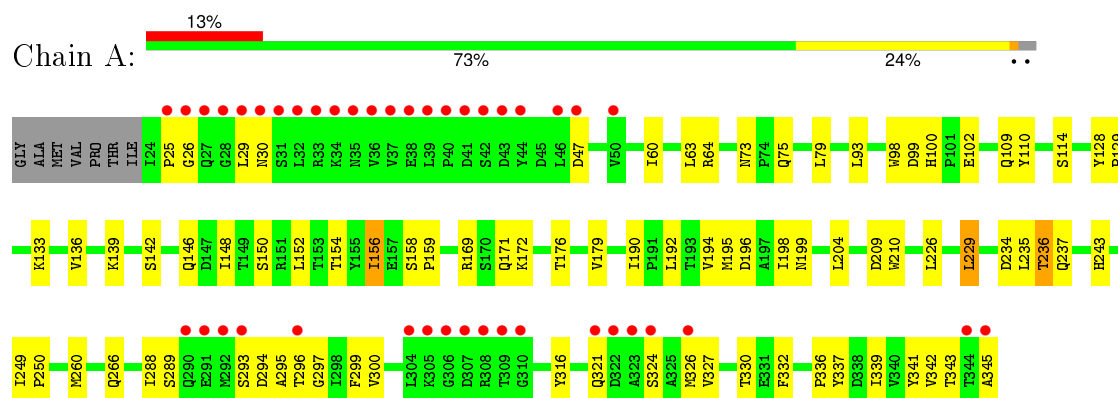 13%
Chain A:
73% 24% • •
GLY ALA MET VAL PRO THR ILE I24 P25 G26 Q27 G28 L29 N30 S31 L32 R33 K34 N35 V36 V37 E38 L39 P40 D41 S42 D43 Y44 D45 L46 D47 V50 I60 L63 R64 N73 P74 Q75 L79 L93 W98 D99 H100 P101 E102 Q109 Y110 S114 Y128
K133 V136 K139 S142 Q146 D147 I148 T149 S150 R151 L152 T153 T154 Y155 I156 E157 S158 P159 R169 S170 Q171 K172 T176 V179 I190 P191 L192 T193 V194 M195 D196 A197 I198 N199 L204 D209 W210 L226 L229 D234 L235 T236 Q237 H243
I249 P250 M260 Q266 I288 S289 Q290 E291 M292 S293 D294 A295 T296 G297 I298 F299 V300 L304 K305 G306 D307 R308 T309 G310 Y316 Q321 D322 A323 S324 A325 M326 V327 T330 E331 F332 P336 Y337 D338 I339 V340 Y341 V342 T343 T344 A345